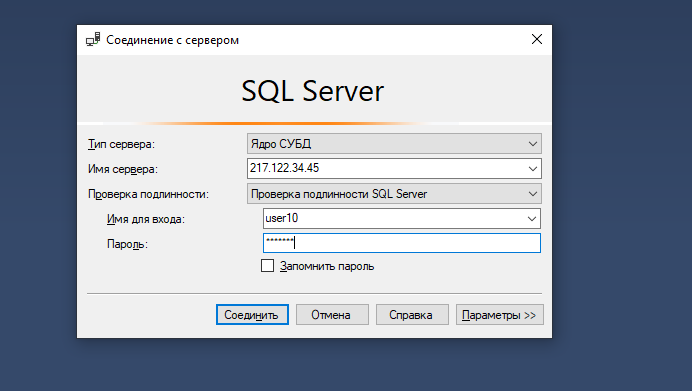 Соединение с сервером
SQL Server
Тип сервера: Ядро СУБД
Имя сервера: 217.122.34.45
Проверка подлинности: Проверка подлинности SQL Server
Имя для входа: user10
Пароль: *******
Запомнить пароль
Соединить Отмена Справка Параметры >>